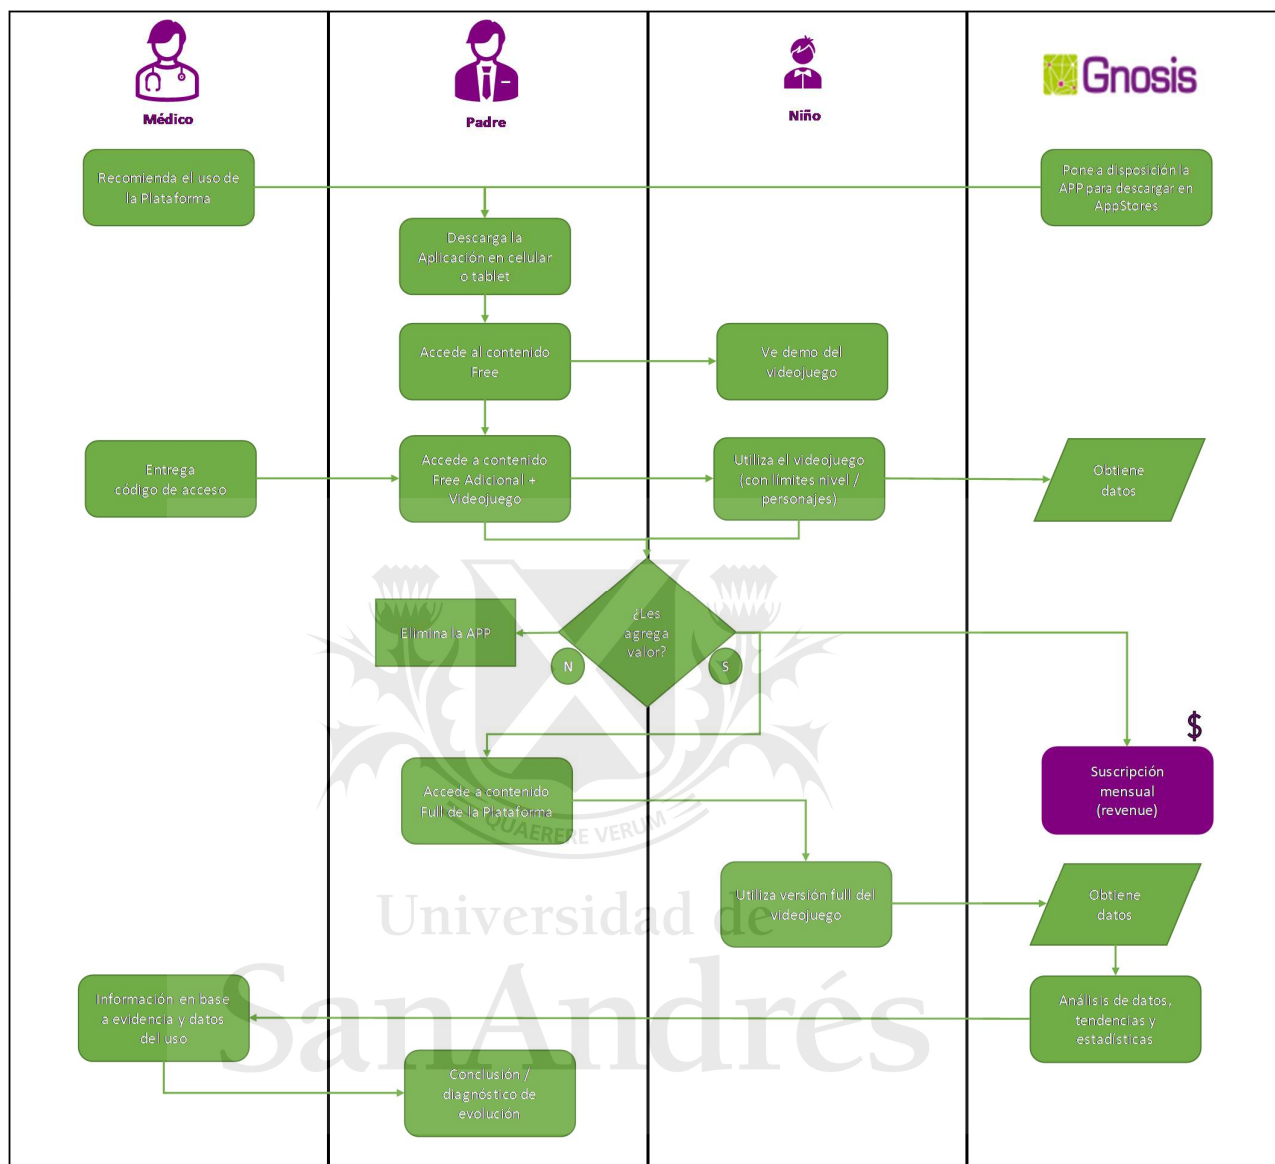 Médico
Padre
Niño
Gnosis
Recomienda el uso de
la Plataforma
Pone a disposición la
APP para descargar en
AppStores
Descarga la
Aplicación en celular
o tablet
Accede al contenido
Free
Ve demo del
videojuego
Entrega
código de acceso
Accede a contenido
Free Adicional +
Videojuego
Utiliza el videojuego
(con límites nivel /
personajes)
Obtiene
datos
¿Les
agrega
valor?
Elimina la APP
N
S
$
Suscripción
mensual
(revenue)
Accede a contenido
Full de la Plataforma
QUAERERE VERUM
Utiliza versión full del
videojuego
Obtiene
datos
Universidad de
SanAndrés
Información en base
a evidencia y datos
del uso
Análisis de datos,
tendencias y
estadísticas
Conclusión /
diagnóstico de
evolución